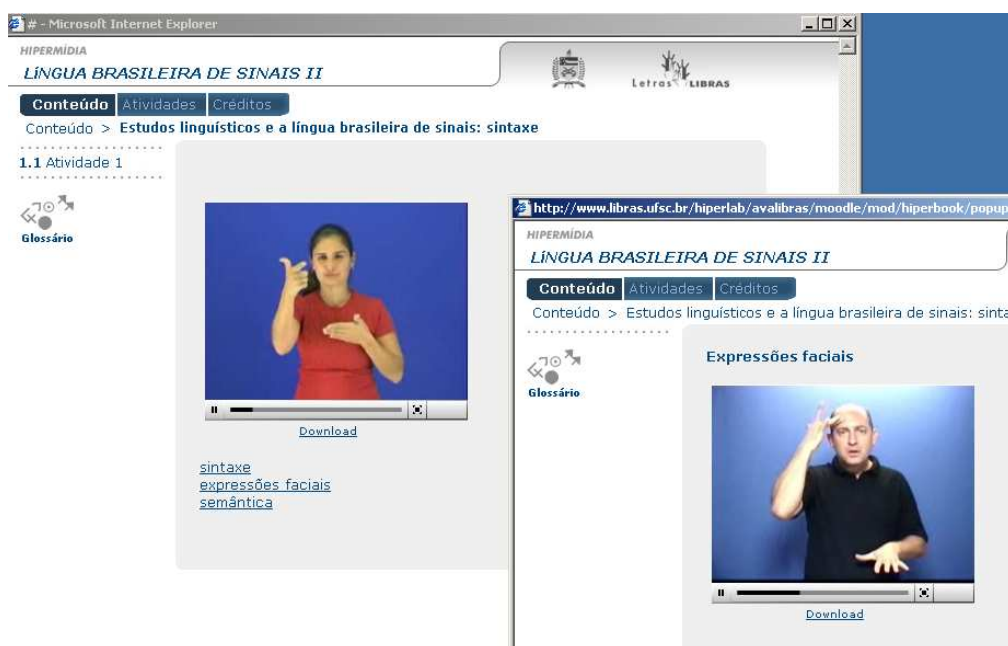 # - Microsoft Internet Explorer
HIPERMÍDIA
LÍNGUA BRASILEIRA DE SINAIS II
Letras LIBRAS
Conteúdo Atividades Créditos
Conteúdo > Estudos linguísticos e a língua brasileira de sinais: sintaxe
1.1 Atividade 1
Glossário
Download
sintaxe
expressões faciais
semântica
http://www.libras.ufsc.br/hiperlab/avalibras/moodle/mod/hiperbook/popup
HIPERMÍDIA
LÍNGUA BRASILEIRA DE SINAIS II
Conteúdo Atividades Créditos
Conteúdo > Estudos linguísticos e a língua brasileira de sinais: sinta
Glossário
Expressões faciais
Download